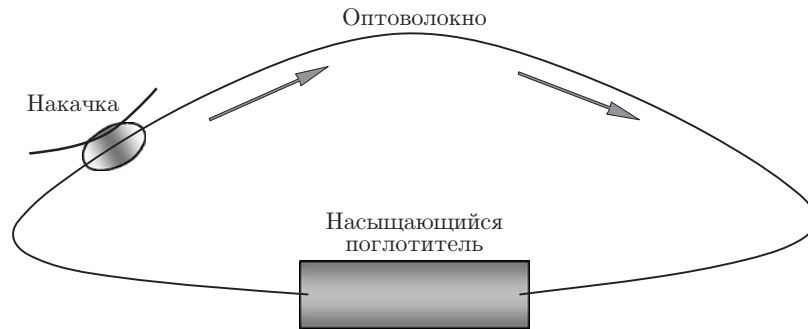 Оптоволокно
Накачка
Насыщающийся
поглотитель